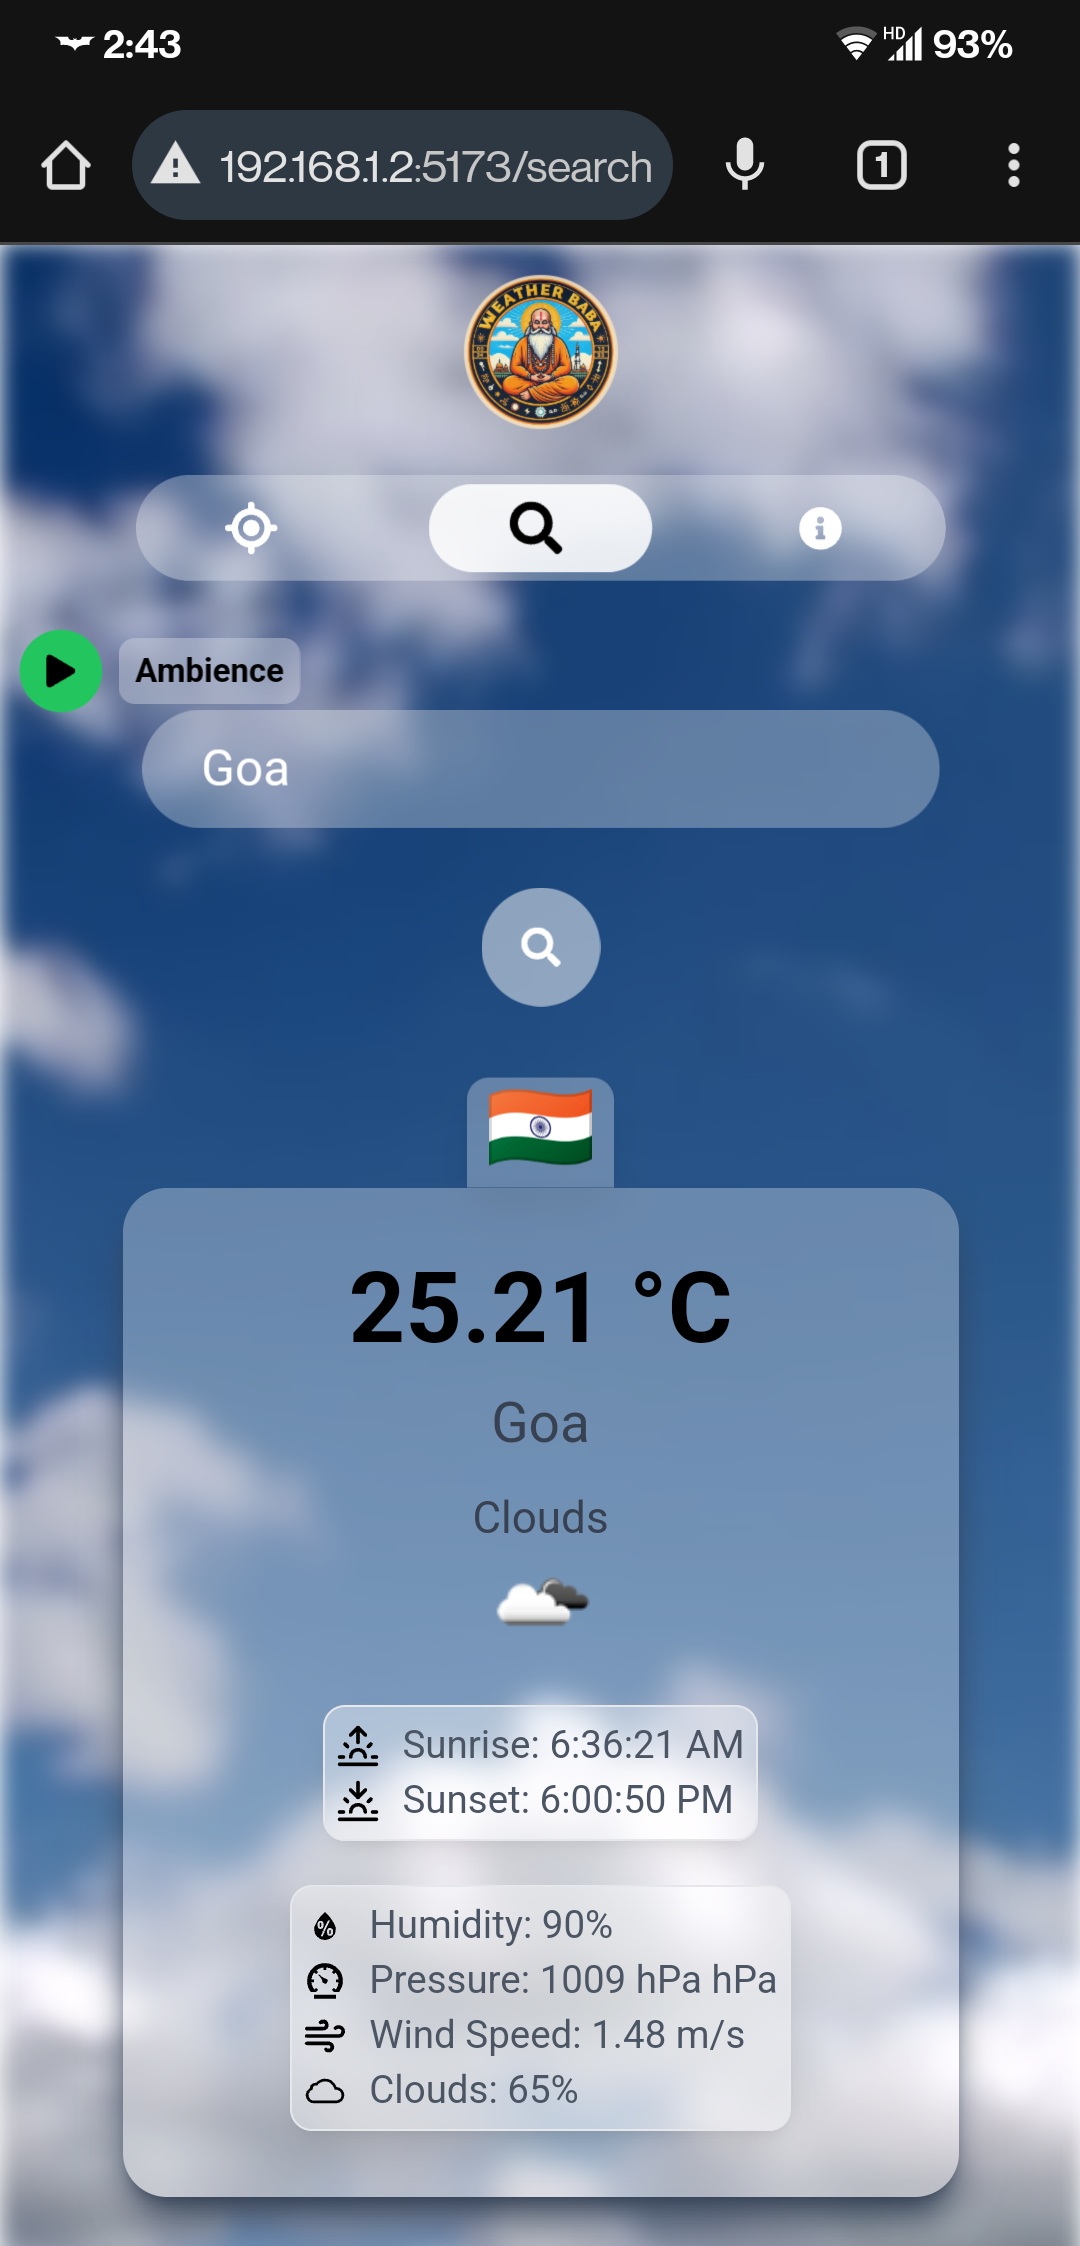 2:43 HD 93%
192.168.1.2:5173/search 1
WEATHER BABA
Ambience
Goa
25.21 °C
Goa
Clouds
Sunrise: 6:36:21 AM
Sunset: 6:00:50 PM
Humidity: 90%
Pressure: 1009 hPa hPa
Wind Speed: 1.48 m/s
Clouds: 65%